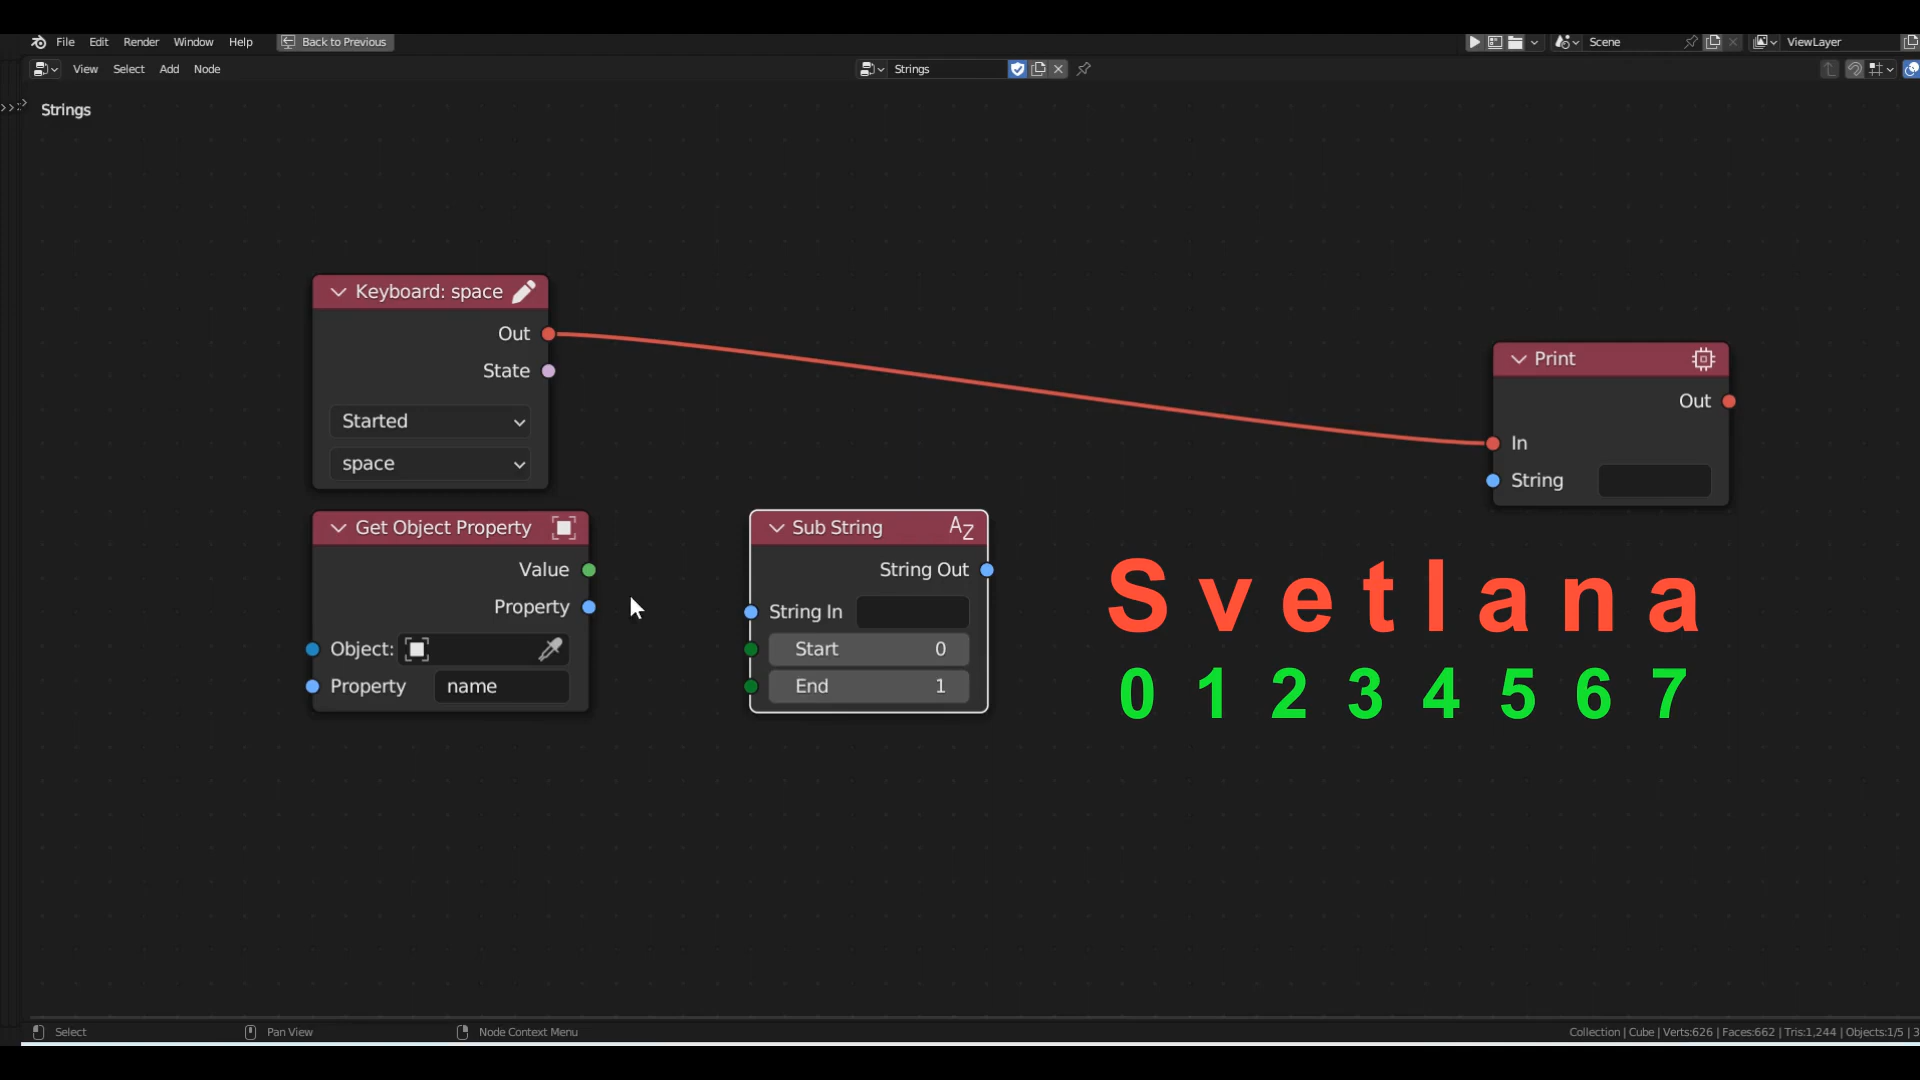 File Edit Render Window Help Back to Previous Scene ViewLayer
View Select Add Node Strings
Strings
Keyboard: space
Out
State
Started
space
Get Object Property
Value
Property
Object:
Property name
Sub String
String Out
String In
Start 0
End 1
Print
Out
In
String
S v e t l a n a
0 1 2 3 4 5 6 7
Select Pan View Node Context Menu Collection | Cube | Verts:626 | Faces:662 | Tris:1,244 | Objects:1/5 | 3